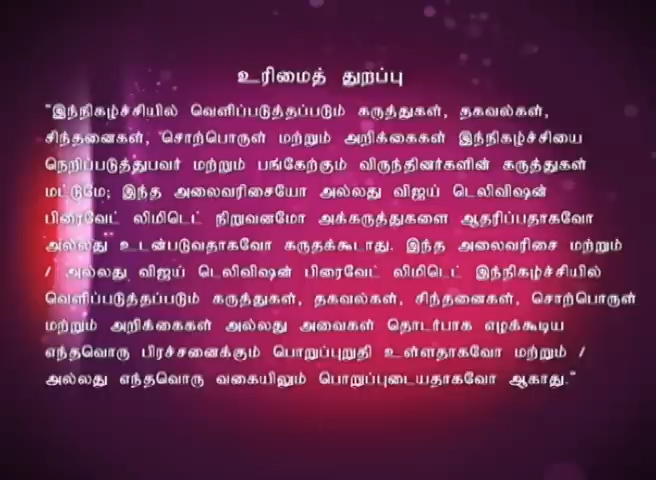 உரிமைத் துறப்பு
"இந்நிகழ்ச்சியில் வெளிப்படுத்தப்படும் கருத்துகள், தகவல்கள்,
சிந்தனைகள், சொற்பொருள் மற்றும் அறிக்கைகள் இந்நிகழ்ச்சியை
நெறிப்படுத்துபவர் மற்றும் பங்கேற்கும் விருந்தினர்களின் கருத்துகள்
மட்டுமே; இந்த அலைவரிசையோ அல்லது விஜய் டெலிவிஷன்
பிரைவேட் லிமிடெட் நிறுவனமோ அக்கருத்துகளை ஆதரிப்பதாகவோ
அல்லது உடன்படுவதாகவோ கருதக்கூடாது. இந்த அலைவரிசை மற்றும்
/ அல்லது விஜய் டெலிவிஷன் பிரைவேட் லிமிடெட் இந்நிகழ்ச்சியில்
வெளிப்படுத்தப்படும் கருத்துகள், தகவல்கள், சிந்தனைகள், சொற்பொருள்
மற்றும் அறிக்கைகள் அல்லது அவைகள் தொடர்பாக எழக்கூடிய
எந்தவொரு பிரச்சனைக்கும் பொறுப்புறுதி உள்ளதாகவோ மற்றும் /
அல்லது எந்தவொரு வகையிலும் பொறுப்புடையதாகவோ ஆகாது."